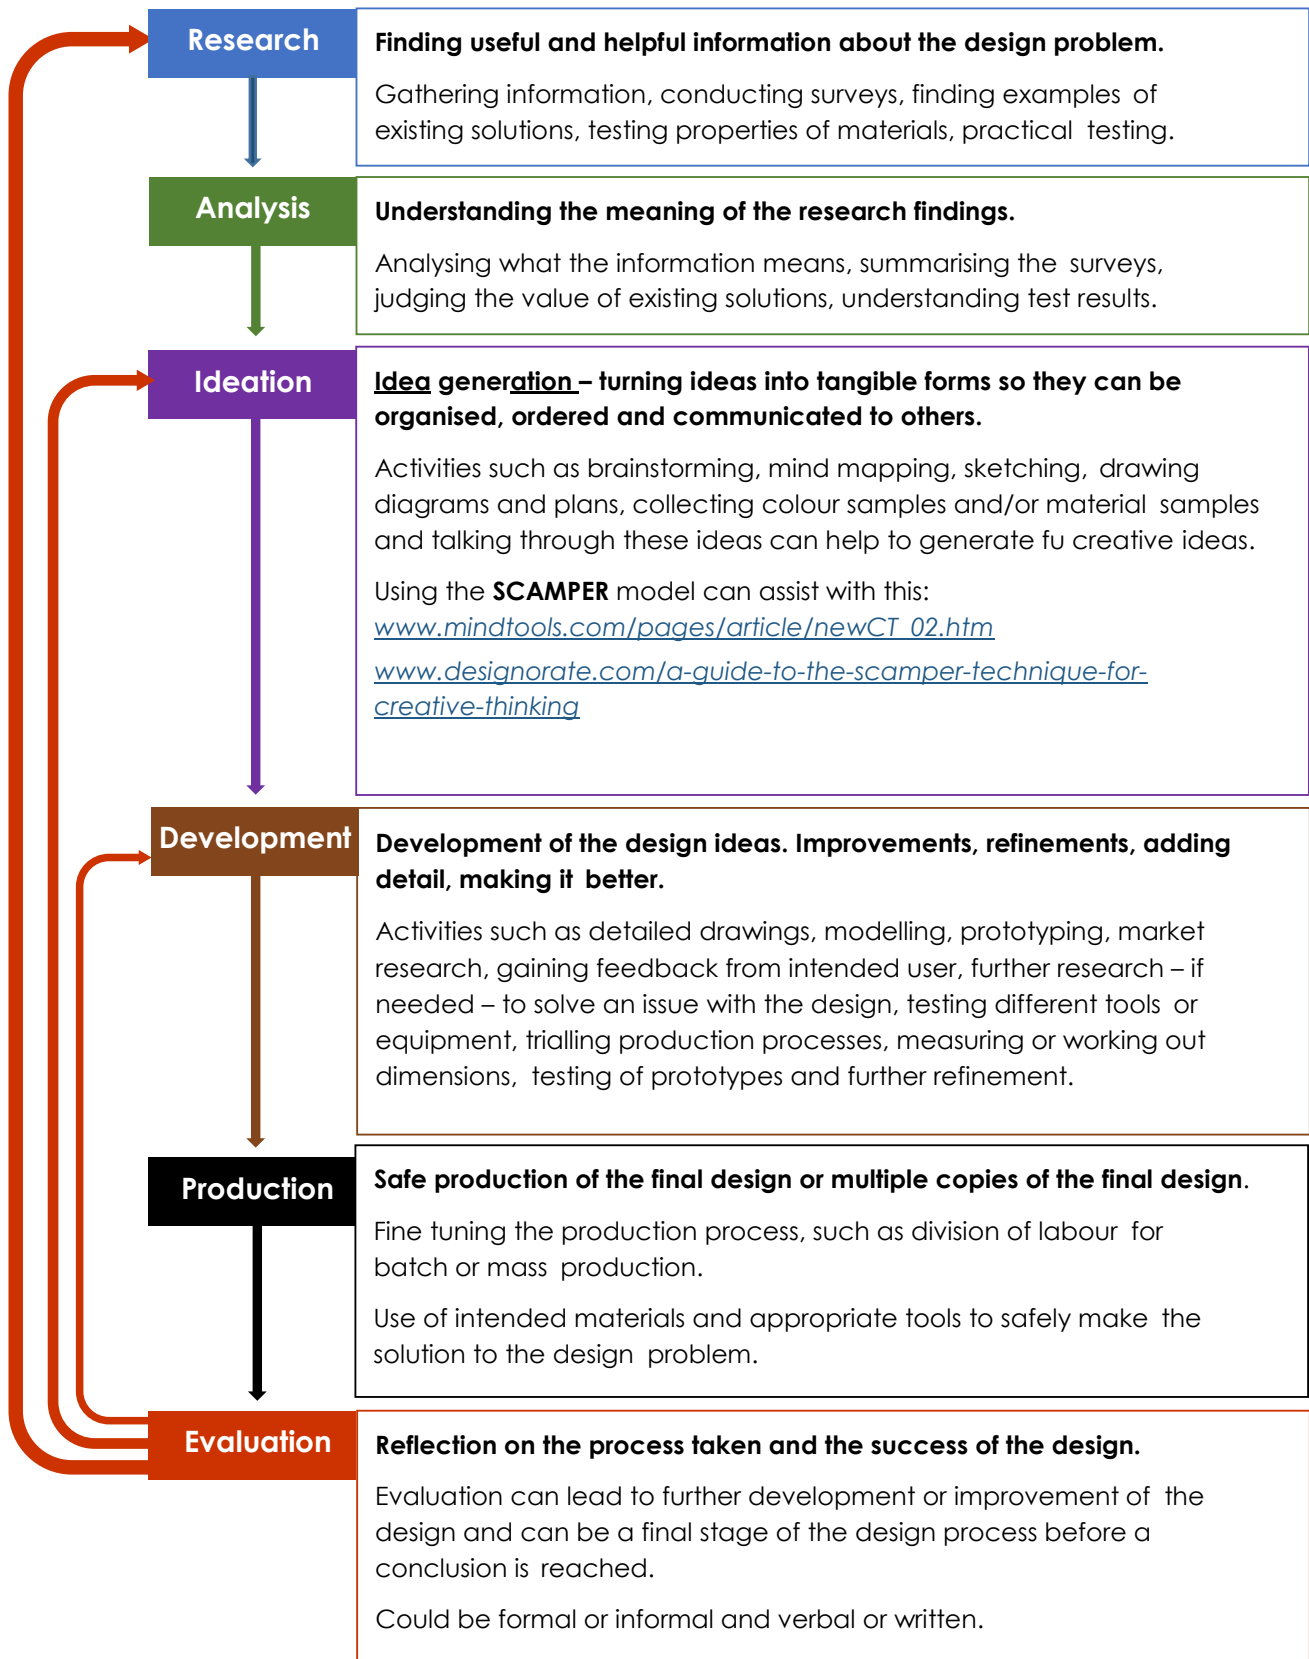 Research
Finding useful and helpful information about the design problem.
Gathering information, conducting surveys, finding examples of
existing solutions, testing properties of materials, practical testing.
Analysis
Understanding the meaning of the research findings.
Analysing what the information means, summarising the surveys,
judging the value of existing solutions, understanding test results.
Ideation
Idea generation – turning ideas into tangible forms so they can be
organised, ordered and communicated to others.
Activities such as brainstorming, mind mapping, sketching, drawing
diagrams and plans, collecting colour samples and/or material samples
and talking through these ideas can help to generate fu creative ideas.
Using the SCAMPER model can assist with this:
www.mindtools.com/pages/article/newCT_02.htm
www.designorate.com/a-guide-to-the-scamper-technique-for-
creative-thinking
Development
Development of the design ideas. Improvements, refinements, adding
detail, making it better.
Activities such as detailed drawings, modelling, prototyping, market
research, gaining feedback from intended user, further research – if
needed – to solve an issue with the design, testing different tools or
equipment, trialling production processes, measuring or working out
dimensions, testing of prototypes and further refinement.
Production
Safe production of the final design or multiple copies of the final design.
Fine tuning the production process, such as division of labour for
batch or mass production.
Use of intended materials and appropriate tools to safely make the
solution to the design problem.
Evaluation
Reflection on the process taken and the success of the design.
Evaluation can lead to further development or improvement of the
design and can be a final stage of the design process before a
conclusion is reached.
Could be formal or informal and verbal or written.